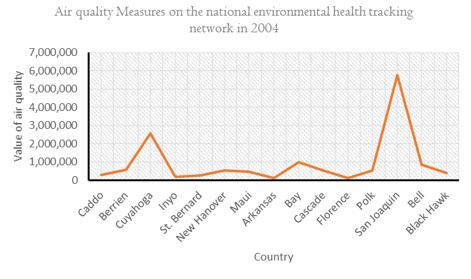 Air quality Measures on the national environmental health tracking
network in 2004
Value of air quality
7,000,000
6,000,000
5,000,000
4,000,000
3,000,000
2,000,000
1,000,000
0
Caddo
Berrien
Cuyahoga
Inyo
St. Bernard
New Hanover
Maui
Arkansas
Bay
Cascade
Florence
Polk
San Joaquin
Bell
Black Hawk
Country